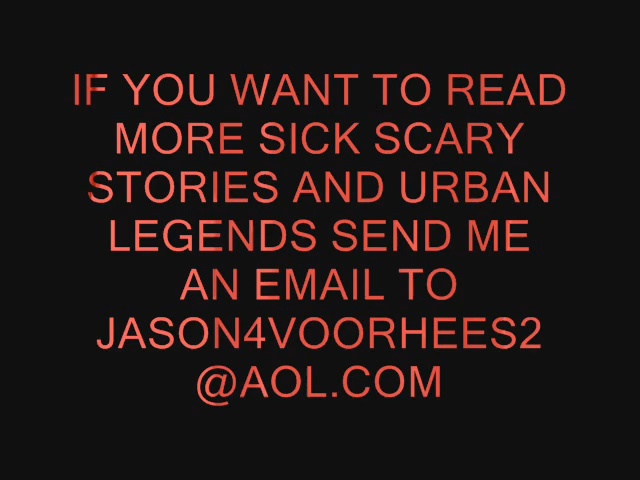 IF YOU WANT TO READ
MORE SICK SCARY
STORIES AND URBAN
LEGENDS SEND ME
AN EMAIL TO
JASON4VOORHEES2
@AOL.COM